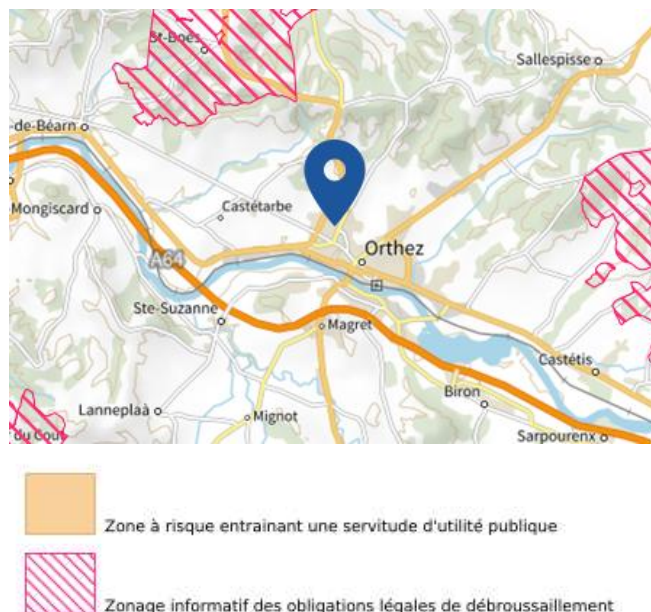 St-Boès
Sallespisse
-de-Béarn
Mongiscard
Castétarbe
Orthez
A64
Ste-Suzanne
Magret
Castétis
Lanneplaà
Mignot
Biron
du Gout
Sarpourenx
Zone à risque entrainant une servitude d'utilité publique
Zonage informatif des obligations légales de débroussaillement